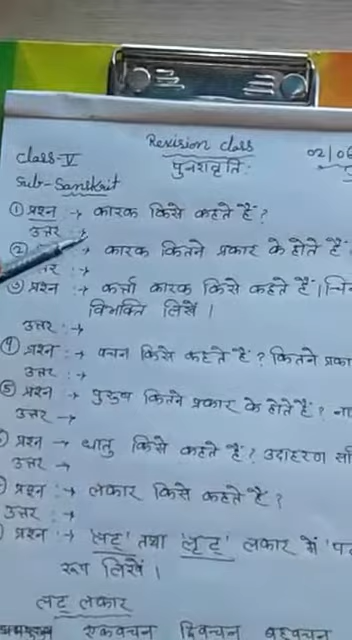 Revision class
02/06
Class-V
पुनरावृति:
Sub-Sanskrit
① प्रश्न :→ कारक किसे कहते हैं ?
उत्तर :→
② :→ कारक कितने प्रकार के होते हैं
:→
③ प्रश्न :→ कर्त्ता कारक किसे कहते हैं ।
विभक्ति लिखें ।
उत्तर :→
④ प्रश्न :→ वचन किसे कहते हैं ? कितने
उत्तर :→
⑤ प्रश्न :→ पुरुष कितने प्रकार के होते हैं ?
उत्तर →
प्रश्न → धातु किसे कहते हैं ? उदाहरण
उत्तर →
प्रश्न :→ लकार किसे कहते हैं ?
उत्तर :→
प्रश्न :→ 'लट्' तथा 'लृट्' लकार में
रूप लिखें ।
लट् लकार
एकवचन द्विवचन बहुवचन